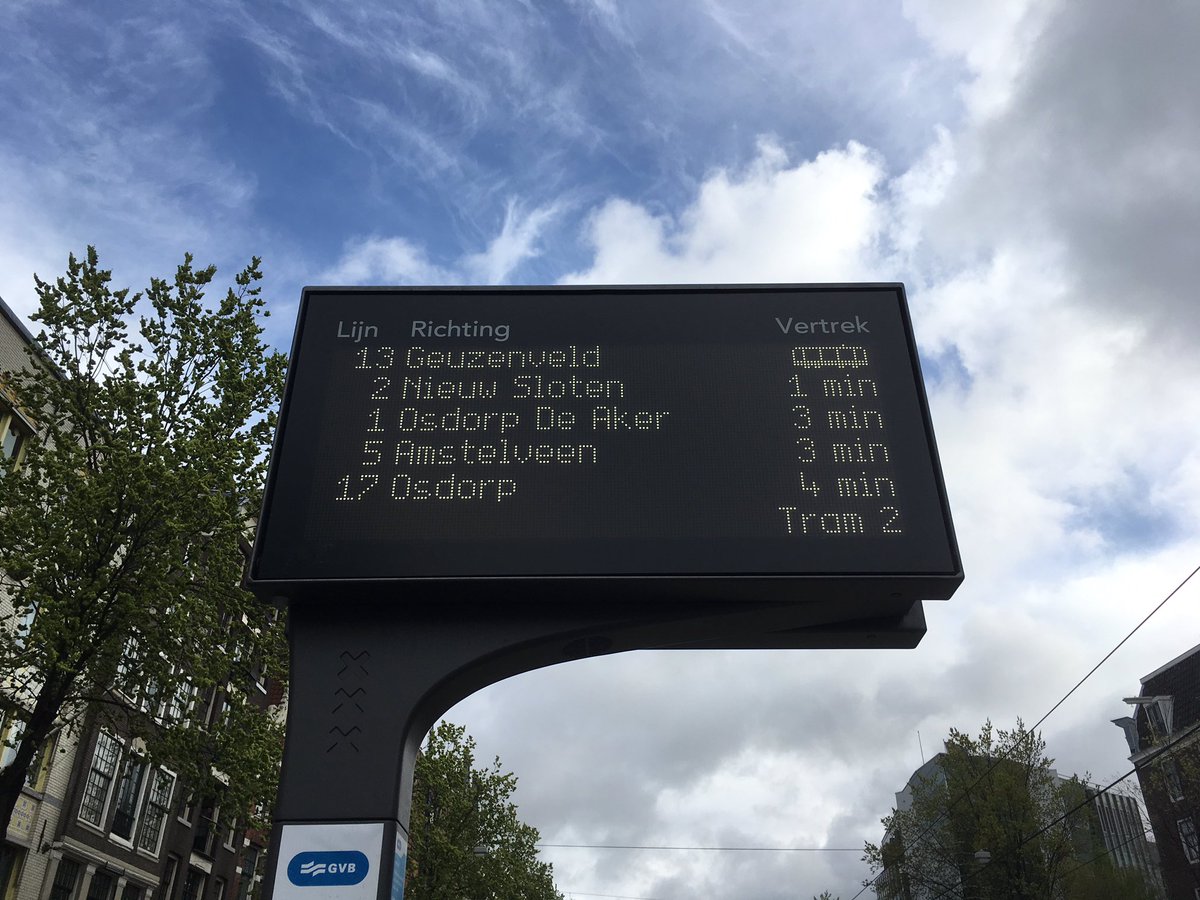 Lijn Richting Vertrek
13 Geuzenveld
2 Nieuw Sloten 1 min
1 Osdorp De Aker 3 min
5 Amstelveen 3 min
17 Osdorp 4 min
Tram 2
XXX
GVB